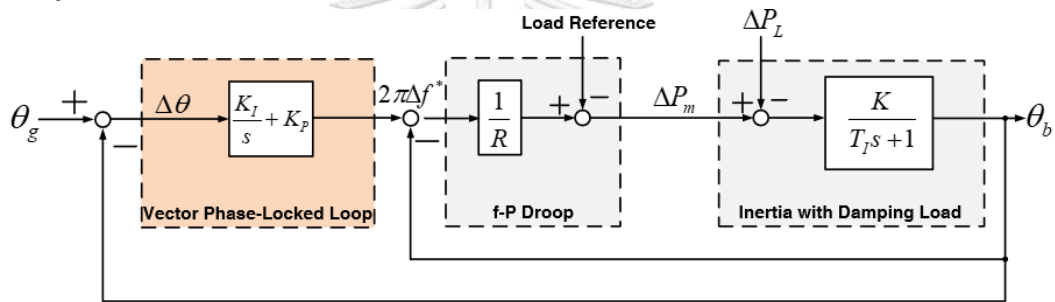 Load Reference
ΔP_L
θ_g
+
−
Δθ
K_I/s + K_P
2πΔf*
−
1/R
+
−
ΔP_m
+
−
K/(T_I s + 1)
θ_b
Vector Phase-Locked Loop
f-P Droop
Inertia with Damping Load